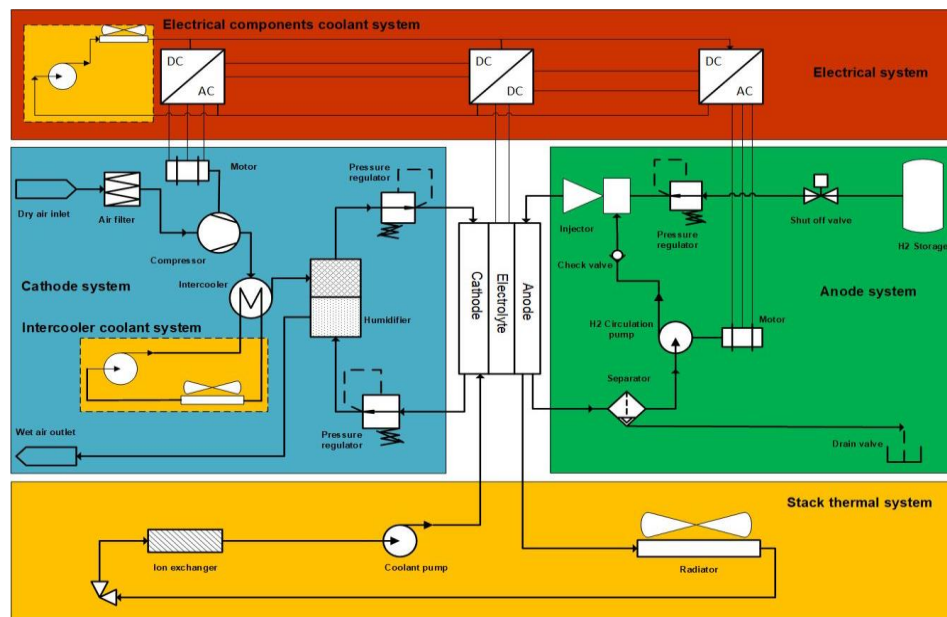 Electrical components coolant system
DC
AC
DC
DC
DC
AC
Electrical system
Dry air inlet
Air filter
Motor
Compressor
Pressure
regulator
Cathode system
Intercooler
Humidifier
Intercooler coolant system
Pressure
regulator
Wet air outlet
Cathode
Electrolyte
Anode
Injector
Pressure
regulator
Shut off valve
H2 Storage
Check valve
Anode system
H2 Circulation
pump
Motor
Separator
Drain valve
Stack thermal system
Ion exchanger
Coolant pump
Radiator